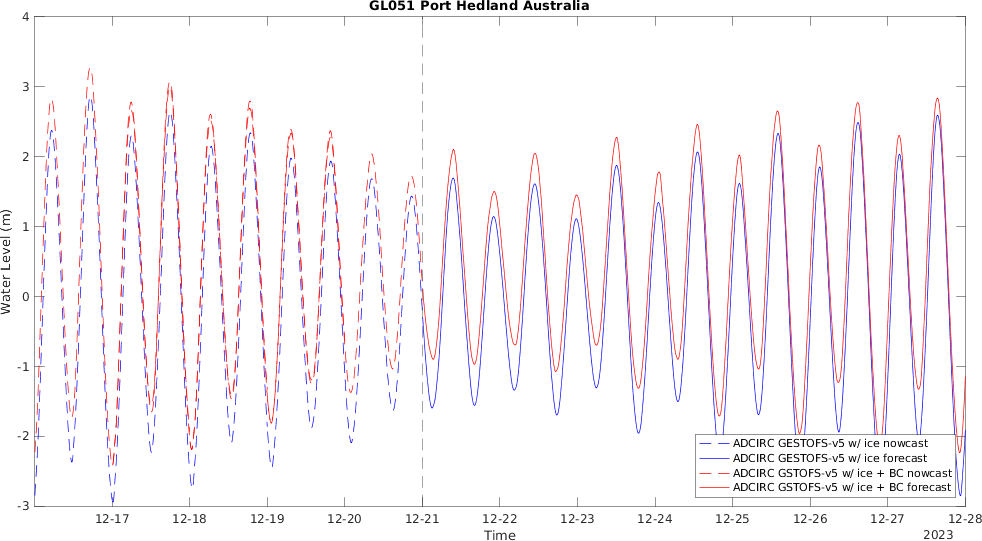 GL051 Port Hedland Australia
4
3
2
1
0
-1
-2
-3
Water Level (m)
ADCIRC GESTOFS-v5 w/ ice nowcast
ADCIRC GESTOFS-v5 w/ ice forecast
ADCIRC GSTOFS-v5 w/ ice + BC nowcast
ADCIRC GSTOFS-v5 w/ ice + BC forecast
12-17 12-18 12-19 12-20 12-21 12-22 12-23 12-24 12-25 12-26 12-27 12-28
Time
2023